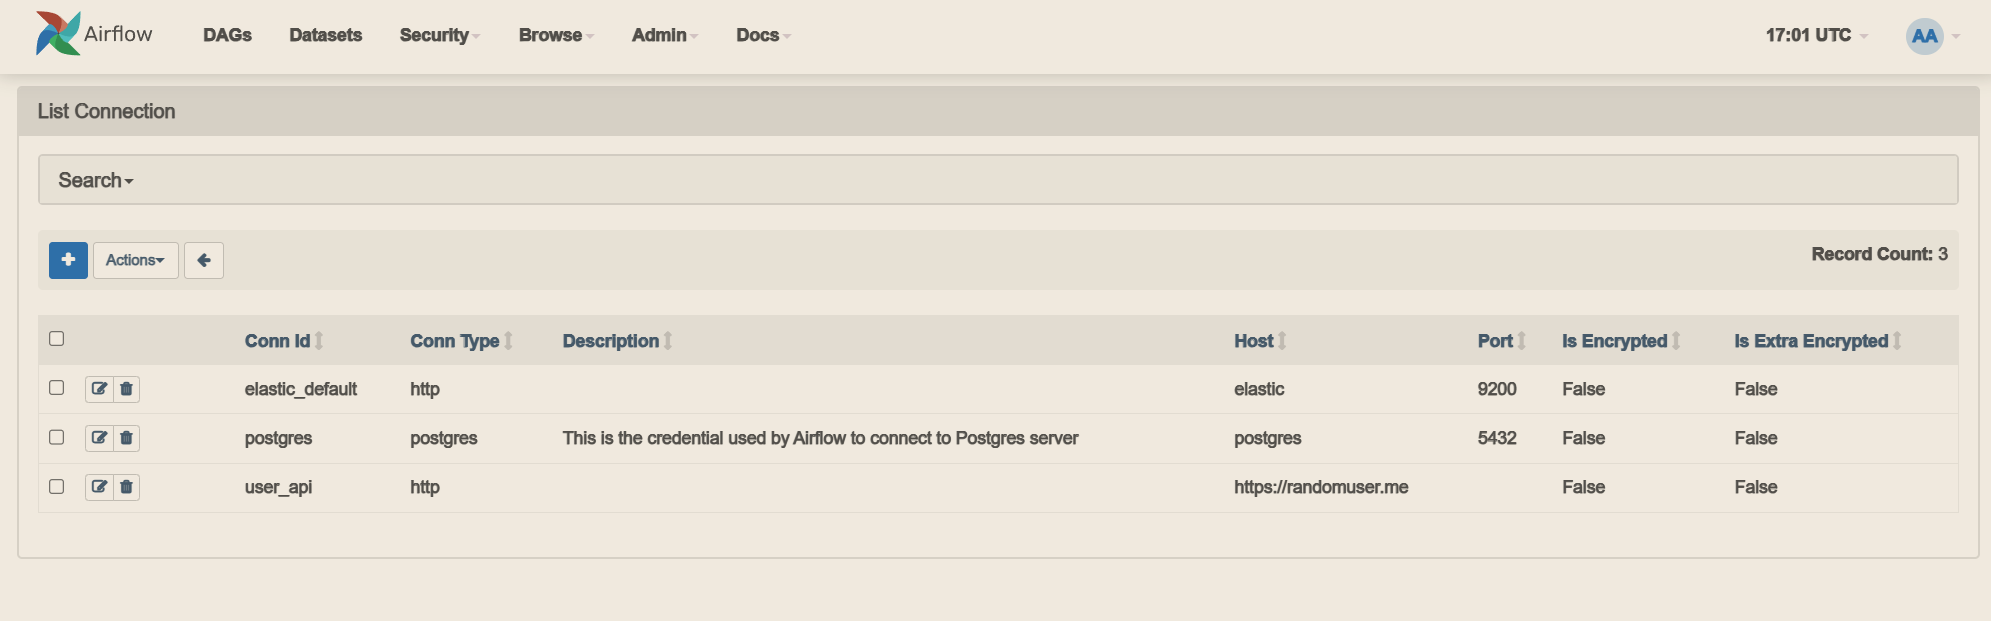 Airflow DAGs Datasets Security Browse Admin Docs 17:01 UTC AA
List Connection
Search
Actions Record Count: 3
Conn Id Conn Type Description Host Port Is Encrypted Is Extra Encrypted
elastic_default http elastic 9200 False False
postgres postgres This is the credential used by Airflow to connect to Postgres server postgres 5432 False False
user_api http https://randomuser.me False False